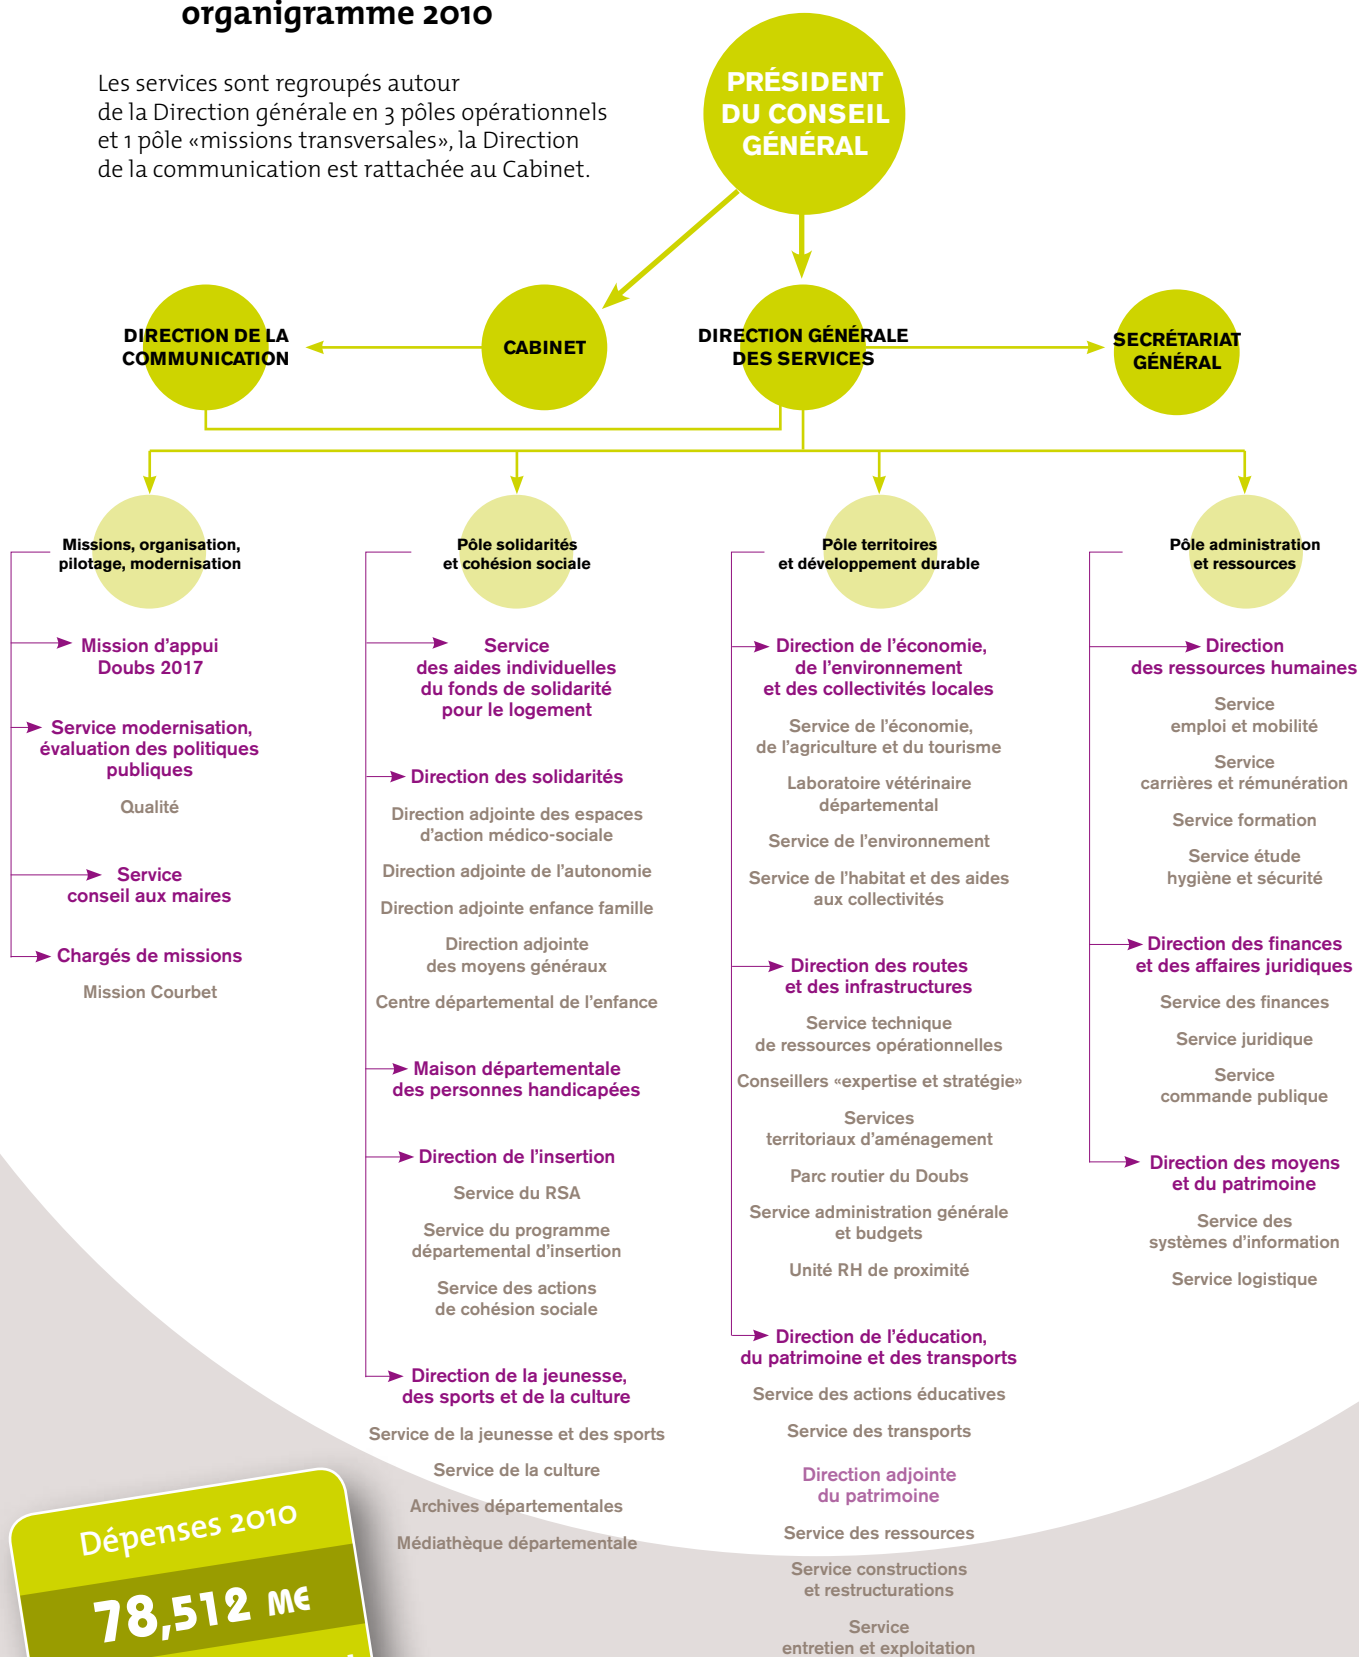 organigramme 2010
Les services sont regroupés autour
de la Direction générale en 3 pôles opérationnels
et 1 pôle «missions transversales», la Direction
de la communication est rattachée au Cabinet.
PRÉSIDENT
DU CONSEIL
GÉNÉRAL
DIRECTION DE LA
COMMUNICATION
CABINET
DIRECTION GÉNÉRALE
DES SERVICES
SECRÉTARIAT
GÉNÉRAL
Missions, organisation,
pilotage, modernisation
Mission d'appui
Doubs 2017
Service modernisation,
évaluation des politiques
publiques
Qualité
Service
conseil aux maires
Chargés de missions
Mission Courbet
Pôle solidarités
et cohésion sociale
Service
des aides individuelles
du fonds de solidarité
pour le logement
Direction des solidarités
Direction adjointe des espaces
d'action médico-sociale
Direction adjointe de l'autonomie
Direction adjointe enfance famille
Direction adjointe
des moyens généraux
Centre départemental de l'enfance
Maison départementale
des personnes handicapées
Direction de l'insertion
Service du RSA
Service du programme
départemental d'insertion
Service des actions
de cohésion sociale
Direction de la jeunesse,
des sports et de la culture
Service de la jeunesse et des sports
Service de la culture
Archives départementales
Médiathèque départementale
Pôle territoires
et développement durable
Direction de l'économie,
de l'environnement
et des collectivités locales
Service de l'économie,
de l'agriculture et du tourisme
Laboratoire vétérinaire
départemental
Service de l'environnement
Service de l'habitat et des aides
aux collectivités
Direction des routes
et des infrastructures
Service technique
de ressources opérationnelles
Conseillers «expertise et stratégie»
Services
territoriaux d'aménagement
Parc routier du Doubs
Service administration générale
et budgets
Unité RH de proximité
Direction de l'éducation,
du patrimoine et des transports
Service des actions éducatives
Service des transports
Direction adjointe
du patrimoine
Service des ressources
Service constructions
et restructurations
Service
entretien et exploitation
Pôle administration
et ressources
Direction
des ressources humaines
Service
emploi et mobilité
Service
carrières et rémunération
Service formation
Service étude
hygiène et sécurité
Direction des finances
et des affaires juridiques
Service des finances
Service juridique
Service
commande publique
Direction des moyens
et du patrimoine
Service des
systèmes d'information
Service logistique
Dépenses 2010
78,512 M€